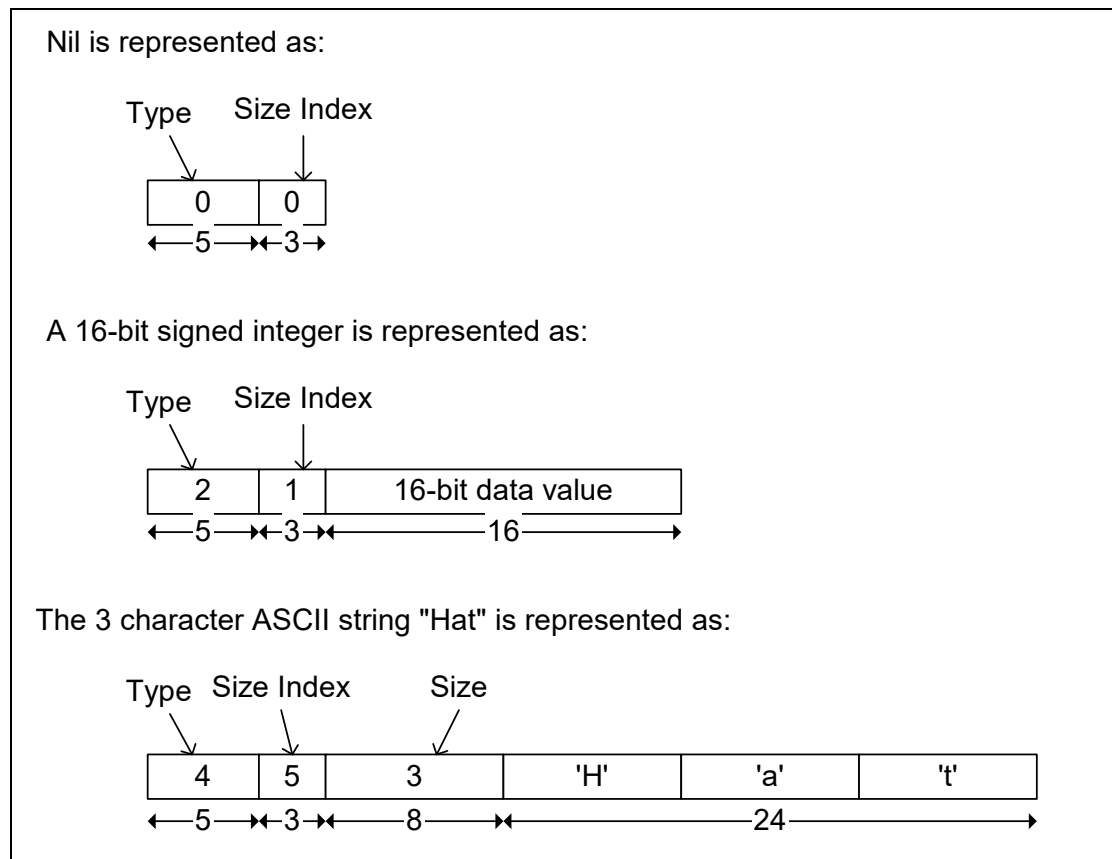 Nil is represented as:
Type Size Index
0 0
5 3
A 16-bit signed integer is represented as:
Type Size Index
2 1 16-bit data value
5 3 16
The 3 character ASCII string "Hat" is represented as:
Type Size Index Size
4 5 3 'H' 'a' 't'
5 3 8 24